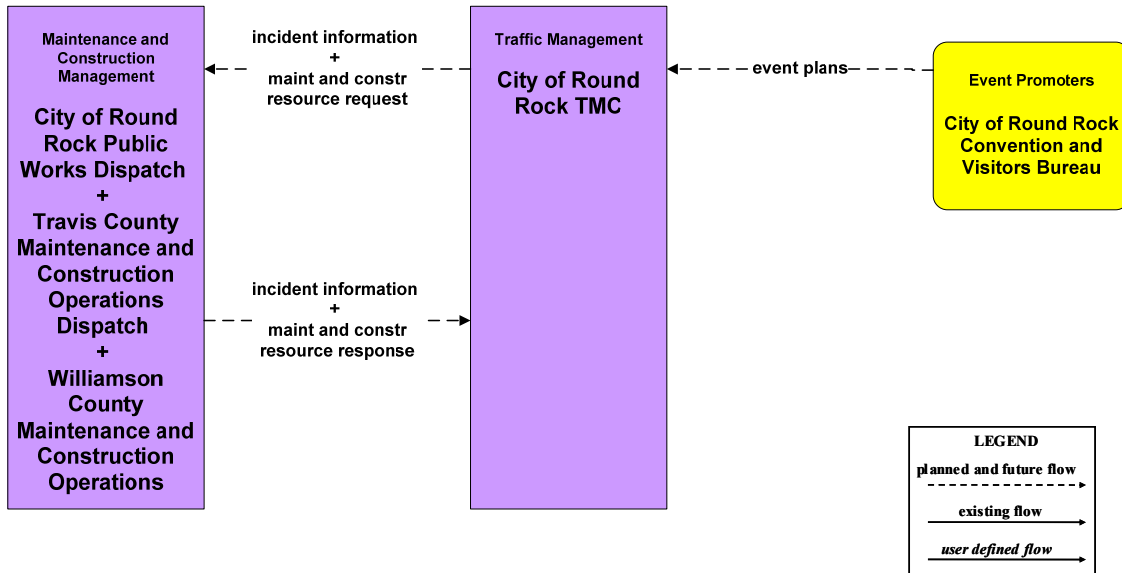 Maintenance and
Construction
Management
City of Round
Rock Public
Works Dispatch
+
Travis County
Maintenance and
Construction
Operations
Dispatch
+
Williamson
County
Maintenance and
Construction
Operations
incident information
+
maint and constr
resource request
incident information
+
maint and constr
resource response
Traffic Management
City of Round
Rock TMC
event plans
Event Promoters
City of Round Rock
Convention and
Visitors Bureau
LEGEND
planned and future flow
existing flow
user defined flow